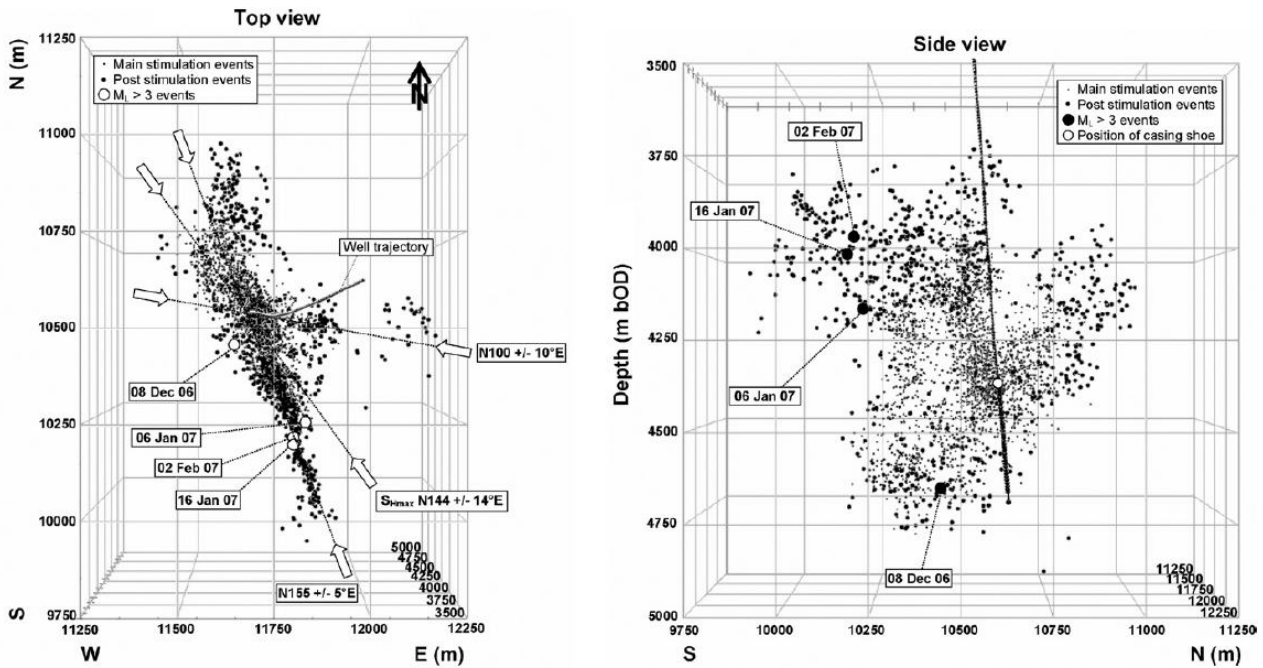 Top view
N (m)
11250
11000
10750
10500
10250
10000
9750
S
Main stimulation events
Post stimulation events
M_L > 3 events
N
Well trajectory
N100 +/- 10°E
08 Dec 06
06 Jan 07
02 Feb 07
16 Jan 07
S_Hmax N144 +/- 14°E
N155 +/- 5°E
5000
4750
4500
4250
4000
3750
3500
11250
11500
11750
12000
12250
W
E (m)
Side view
3500
3750
4000
4250
4500
4750
5000
Depth (m bOD)
Main stimulation events
Post stimulation events
M_L > 3 events
Position of casing shoe
02 Feb 07
16 Jan 07
06 Jan 07
08 Dec 06
11250
11500
11750
12000
12250
9750
10000
10250
10500
10750
11000
11250
S
N (m)